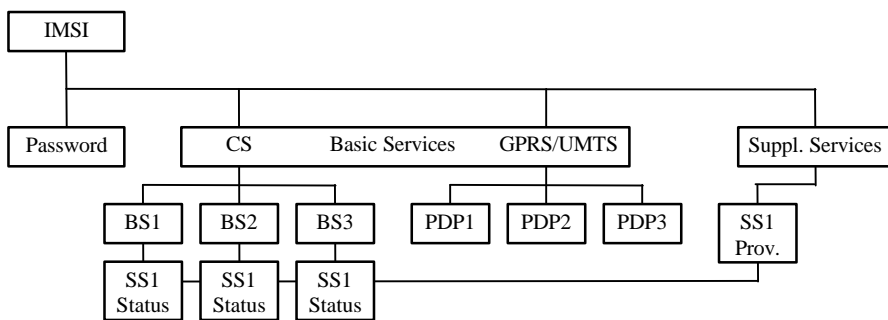 IMSI
Password
CS Basic Services GPRS/UMTS
Suppl. Services
BS1
BS2
BS3
PDP1
PDP2
PDP3
SS1
Prov.
SS1
Status
SS1
Status
SS1
Status